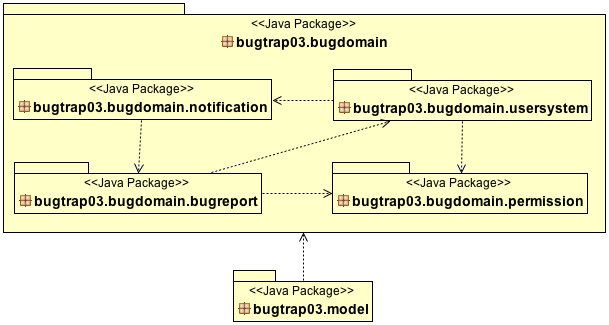 <<Java Package>>
bugtrap03.bugdomain
<<Java Package>>
bugtrap03.bugdomain.notification
<<Java Package>>
bugtrap03.bugdomain.usersystem
<<Java Package>>
bugtrap03.bugdomain.bugreport
<<Java Package>>
bugtrap03.bugdomain.permission
<<Java Package>>
bugtrap03.model